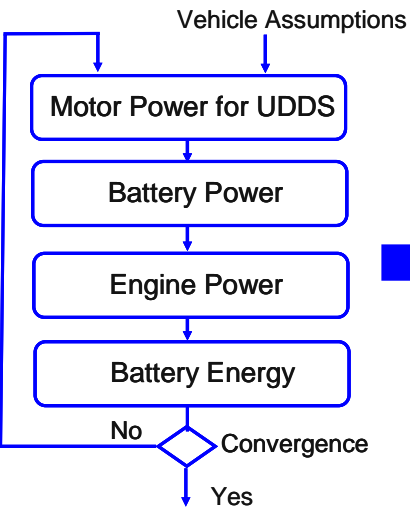 Vehicle Assumptions
Motor Power for UDDS
Battery Power
Engine Power
Battery Energy
No
Convergence
Yes